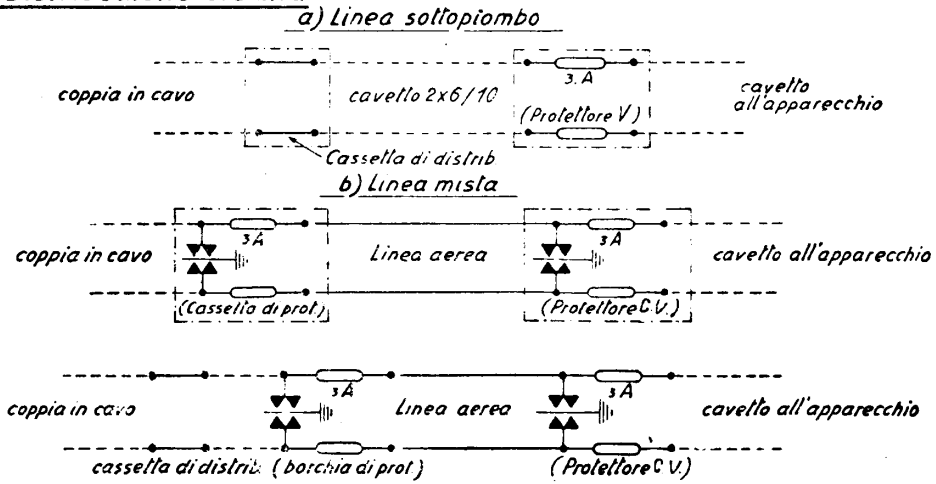 a) Linea sottopiombo
coppia in cavo
cavetto 2x6/10
3. A
(Protettore V)
cavetto
all'apparecchio
Cassetta di distrib
b) Linea mista
coppia in cavo
3A
(Cassetta di prot.)
Linea aerea
3A
(Protettore C.V.)
cavetto all'apparecchio
coppia in cavo
cassetta di distrib.
3A
(borchia di prot.)
Linea aerea
3A
(Protettore C.V.)
cavetto all'apparecchio